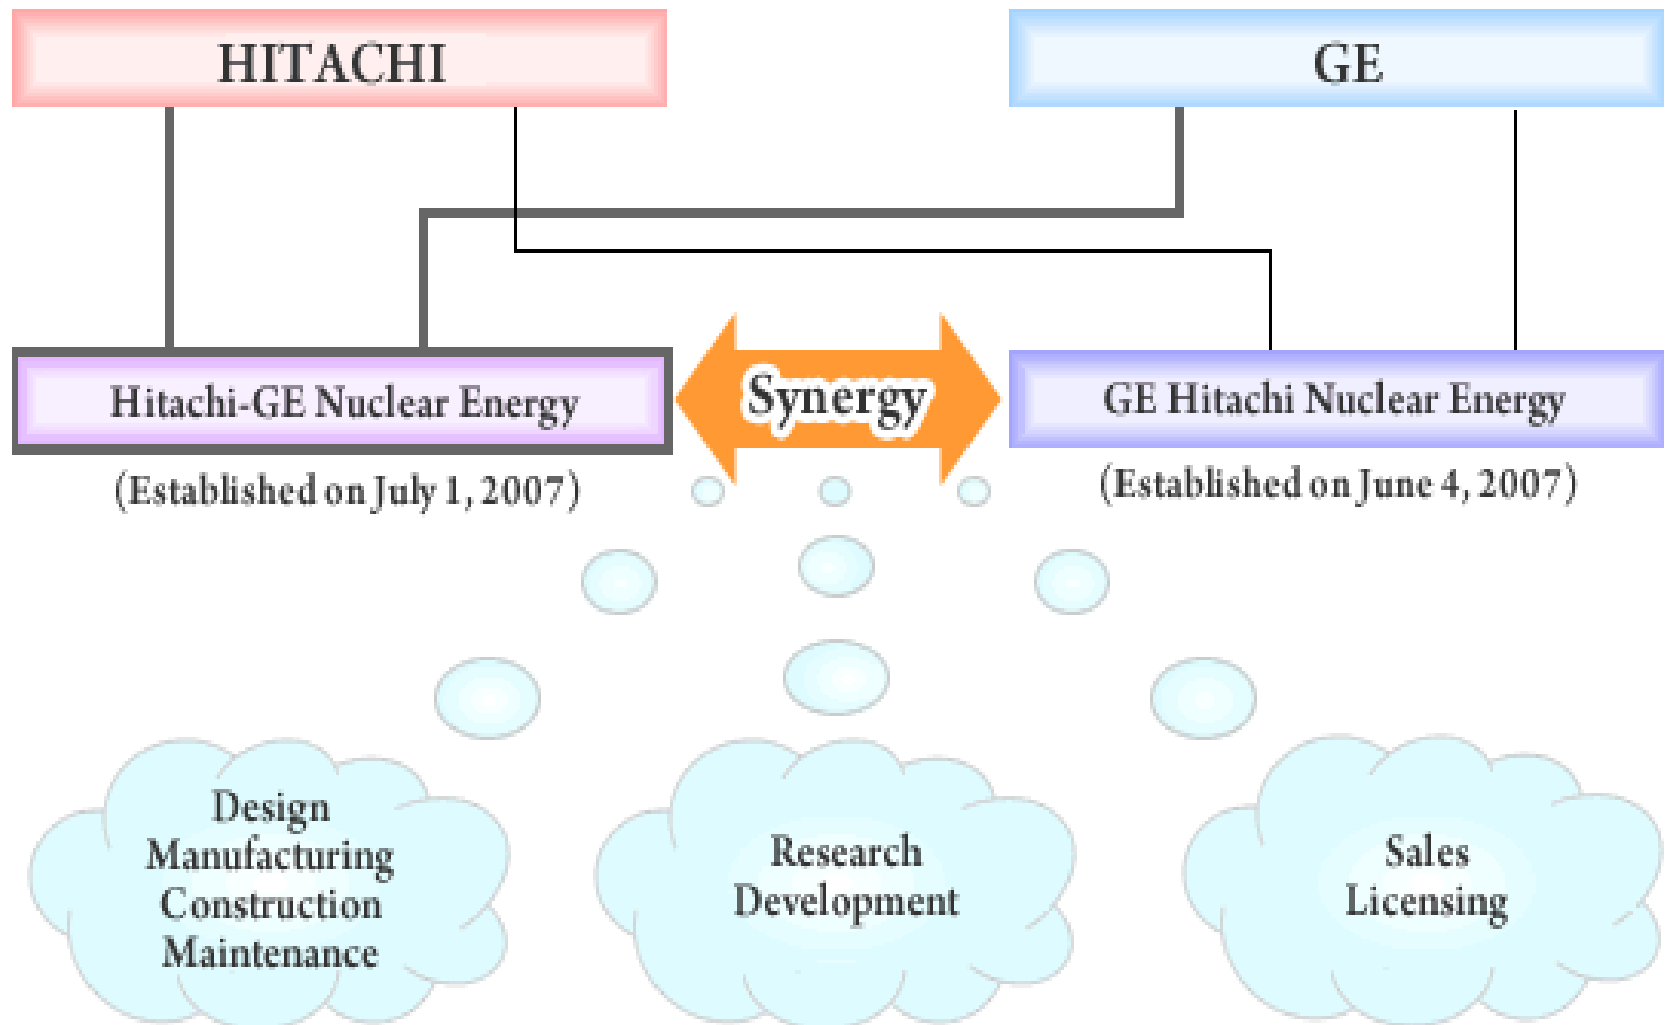 HITACHI
GE
Hitachi-GE Nuclear Energy
Synergy
GE Hitachi Nuclear Energy
(Established on July 1, 2007)
(Established on June 4, 2007)
Design
Manufacturing
Construction
Maintenance
Research
Development
Sales
Licensing